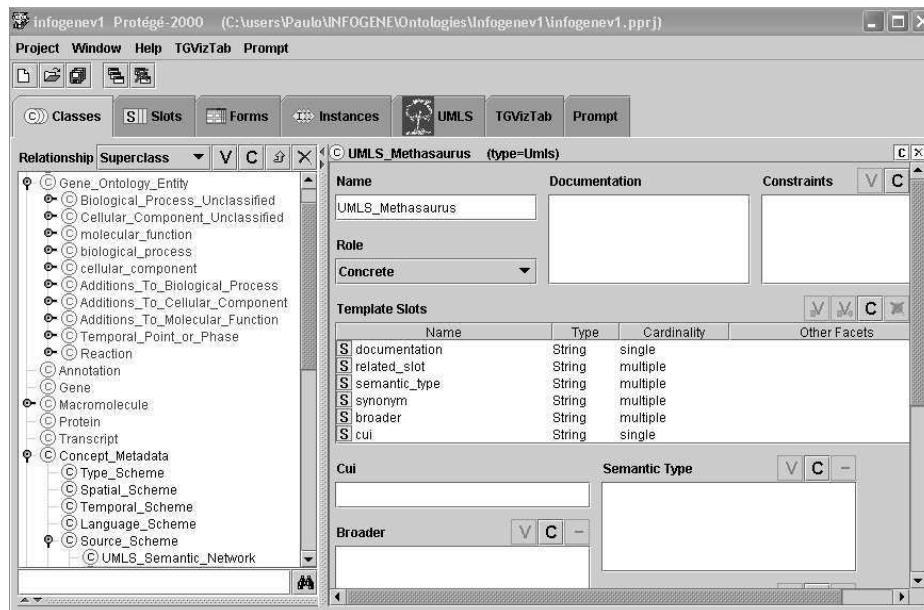 infogenev1 Protégé-2000 (C:\users\Paulo\INFOGENE\Ontologies\Infogenev1\infogenev1.pprj)
Project Window Help TGVizTab Prompt
Classes Slots Forms Instances UMLS TGVizTab Prompt
Relationship Superclass V C
C UMLS_Methasaurus (type=Umls) C
Gene_Ontology_Entity
Biological_Process_Unclassified
Cellular_Component_Unclassified
molecular_function
biological_process
cellular_component
Additions_To_Biological_Process
Additions_To_Cellular_Component
Additions_To_Molecular_Function
Temporal_Point_or_Phase
Reaction
Annotation
Gene
Macromolecule
Protein
Transcript
Concept_Metadata
Type_Scheme
Spatial_Scheme
Temporal_Scheme
Language_Scheme
Source_Scheme
UMLS_Semantic_Network
Name Documentation Constraints V C
UMLS_Methasaurus
Role
Concrete
Template Slots
Name Type Cardinality Other Facets
S documentation String single
S related_slot String multiple
S semantic_type String multiple
S synonym String multiple
S broader String multiple
S cui String single
Cui Semantic Type V C
Broader V C